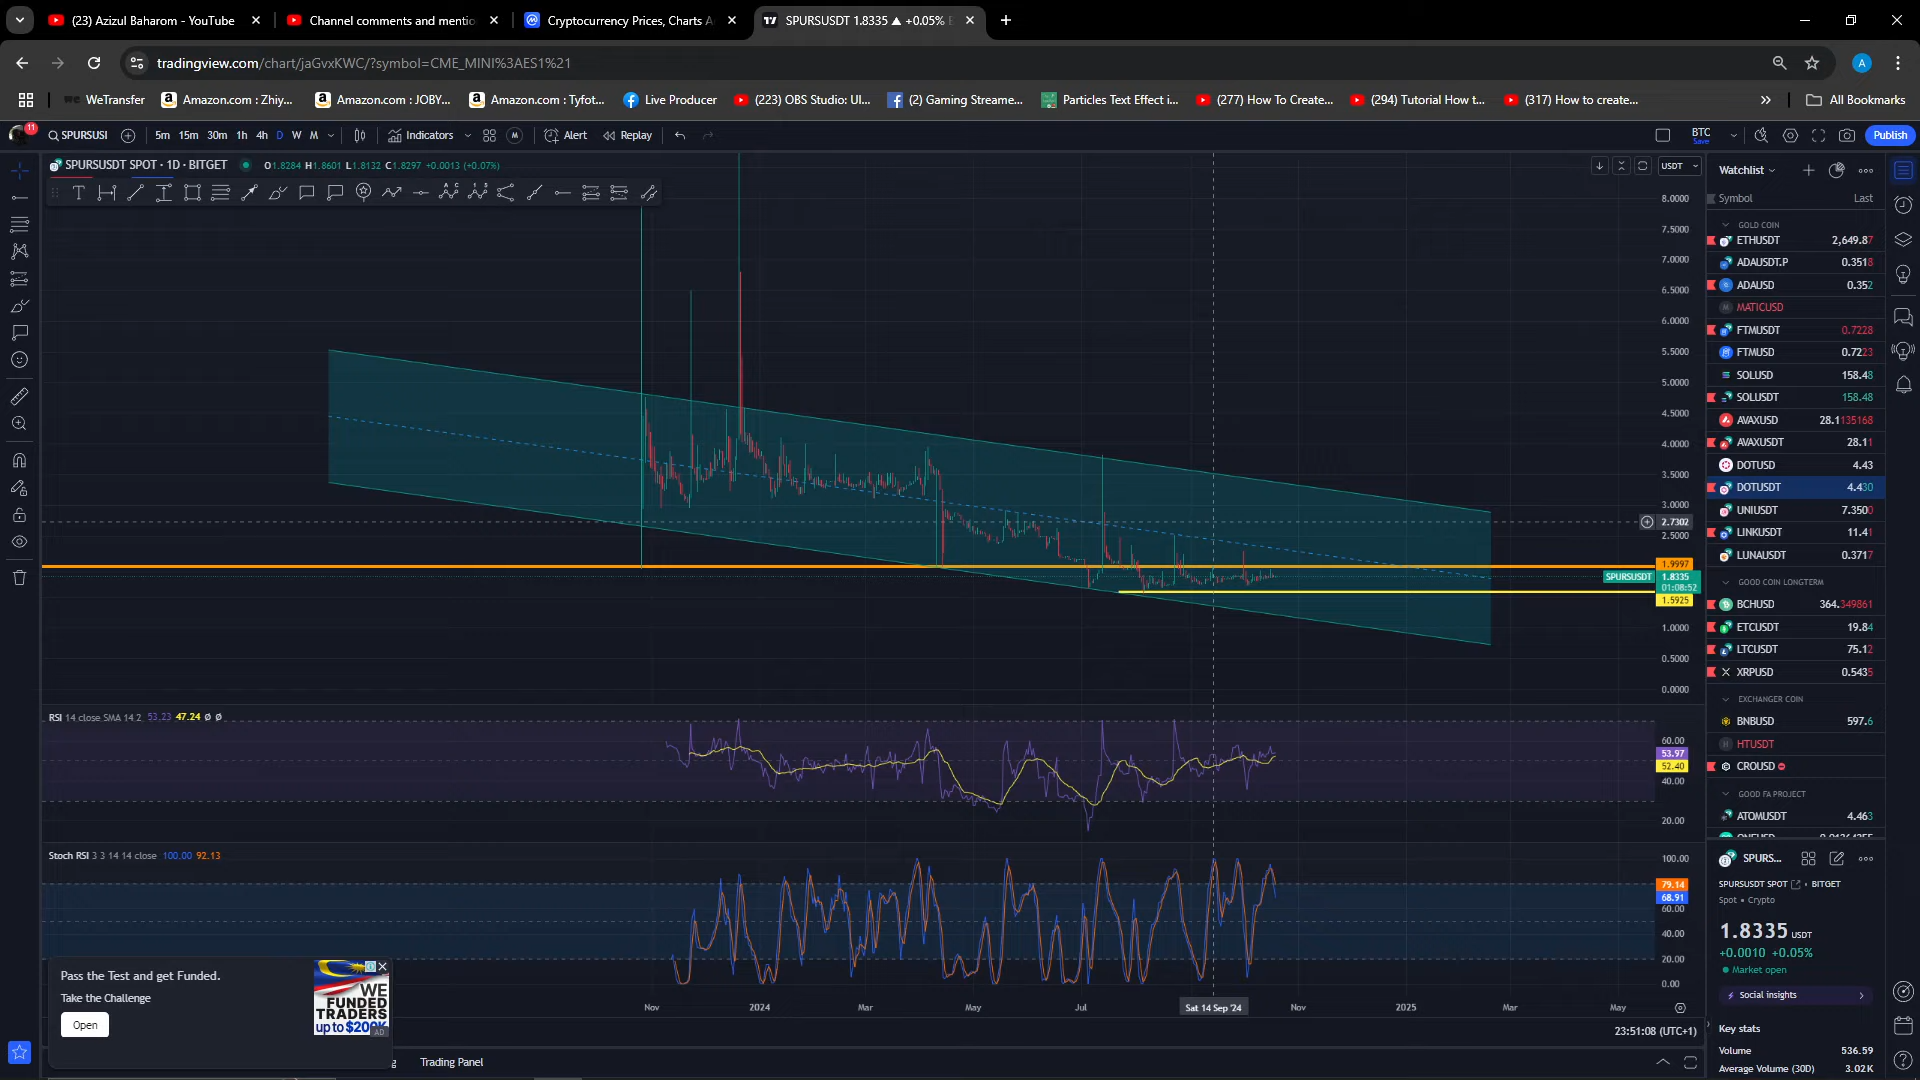 (23) Azizul Baharom - YouTube
Channel comments and mentio
Cryptocurrency Prices, Charts A
SPURSUSDT 1.8335 ▲ +0.05%
tradingview.com/chart/jaGvxKWC/?symbol=CME_MINI%3AES1%21
A
WeTransfer
Amazon.com : Zhiy...
Amazon.com : JOBY...
Amazon.com : Tyfot...
Live Producer
(223) OBS Studio: Ul...
(2) Gaming Streame...
Particles Text Effect i...
(277) How To Create...
(294) Tutorial How t...
(317) How to create...
All Bookmarks
11
SPURSUSI
5m 15m 30m 1h 4h D W M
Indicators
Alert
Replay
BTC
Save
Publish
SPURSUSDT SPOT · 1D · BITGET
O1.8284 H1.8601 L1.8132 C1.8297 +0.0013 (+0.07%)
USDT
8.0000
7.5000
7.0000
6.5000
6.0000
5.5000
5.0000
4.5000
4.0000
3.5000
3.0000
2.7302
2.5000
1.9997
SPURSUSDT 1.8335
01:08:52
1.5925
1.0000
0.5000
0.0000
RSI 14 close SMA 14 2 53.23 47.24 Ø Ø
60.00
53.97
52.40
40.00
20.00
Stoch RSI 3 3 14 14 close 100.00 92.13
100.00
79.14
68.91
60.00
40.00
20.00
0.00
Nov
2024
Mar
May
Jul
Sat 14 Sep '24
Nov
2025
Mar
May
23:51:08 (UTC+1)
Pass the Test and get Funded.
Take the Challenge
Open
WE
FUNDED
TRADERS
up to $200K
AD
Trading Panel
Watchlist
Symbol Last
GOLD COIN
ETHUSDT 2,649.87
ADAUSDT.P 0.3518
ADAUSD 0.352
MATICUSD
FTMUSDT 0.7228
FTMUSD 0.7223
SOLUSD 158.48
SOLUSDT 158.48
AVAXUSD 28.1135168
AVAXUSDT 28.11
DOTUSD 4.43
DOTUSDT 4.430
UNIUSDT 7.3500
LINKUSDT 11.41
LUNAUSDT 0.3717
GOOD COIN LONGTERM
BCHUSD 364.349861
ETCUSDT 19.84
LTCUSDT 75.12
XRPUSD 0.5435
EXCHANGER COIN
BNBUSD 597.6
HTUSDT
CROUSD
GOOD FA PROJECT
ATOMUSDT 4.463
SPURS...
SPURSUSDT SPOT • BITGET
Spot • Crypto
1.8335 USDT
+0.0010 +0.05%
Market open
Social insights
Key stats
Volume 536.59
Average Volume (30D) 3.02K